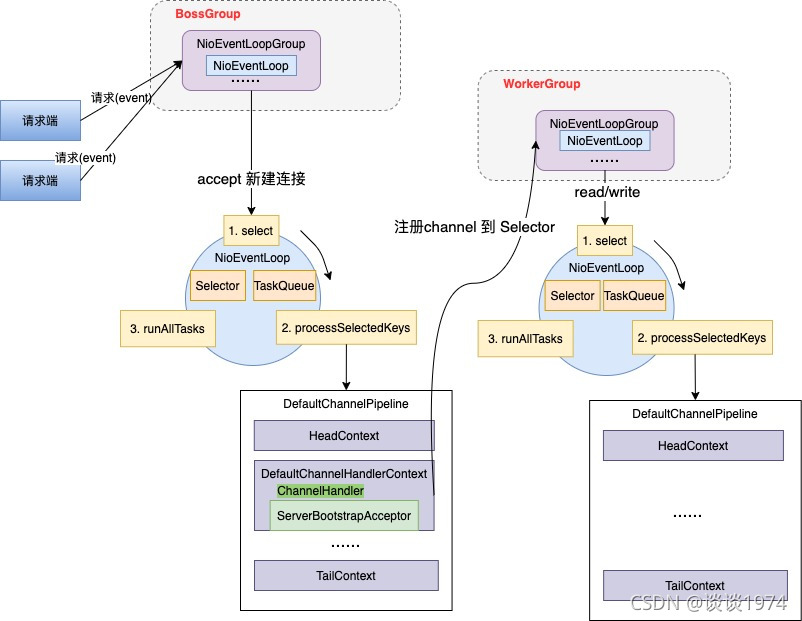 BossGroup
NioEventLoopGroup
NioEventLoop
······
请求(event)
请求端
请求(event)
请求端
accept 新建连接
1. select
NioEventLoop
Selector
TaskQueue
3. runAllTasks
2. processSelectedKeys
DefaultChannelPipeline
HeadContext
DefaultChannelHandlerContext
ChannelHandler
ServerBootstrapAcceptor
······
TailContext
注册channel 到 Selector
WorkerGroup
NioEventLoopGroup
NioEventLoop
······
read/write
1. select
NioEventLoop
Selector
TaskQueue
3. runAllTasks
2. processSelectedKeys
DefaultChannelPipeline
HeadContext
······
TailContext
CSDN @谈谈1974